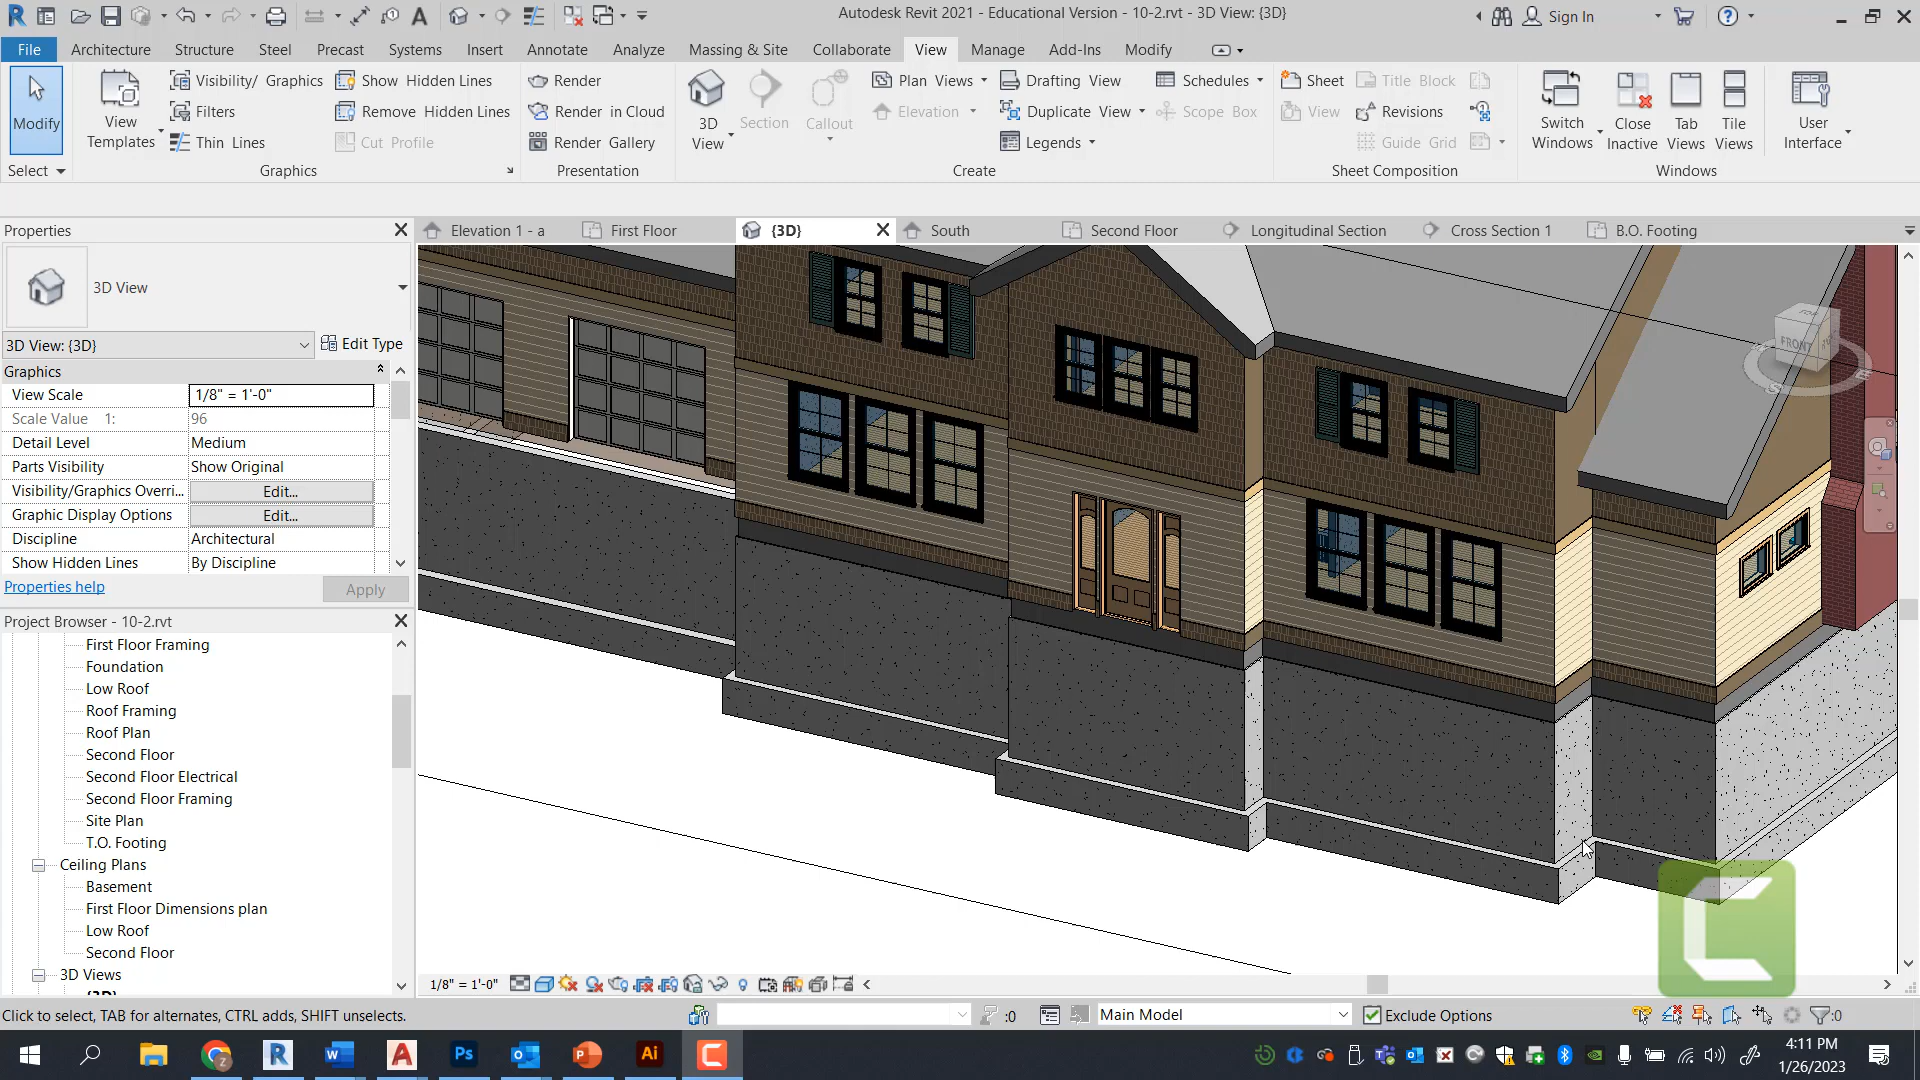 Autodesk Revit 2021 - Educational Version - 10-2.rvt - 3D View: {3D}
Sign In
File Architecture Structure Steel Precast Systems Insert Annotate Analyze Massing & Site Collaborate View Manage Add-Ins Modify
Modify
View Templates
Visibility/ Graphics
Filters
Thin Lines
Show Hidden Lines
Remove Hidden Lines
Cut Profile
Render
Render in Cloud
Render Gallery
3D View
Section
Callout
Plan Views
Elevation
Drafting View
Duplicate View
Legends
Schedules
Scope Box
Sheet
View
Title Block
Revisions
Guide Grid
Switch Windows
Close Inactive
Tab Views
Tile Views
User Interface
Select Graphics Presentation Create Sheet Composition Windows
Properties
Elevation 1 - a First Floor {3D} South Second Floor Longitudinal Section Cross Section 1 B.O. Footing
3D View
3D View: {3D} Edit Type
Graphics
View Scale 1/8" = 1'-0"
Scale Value 1: 96
Detail Level Medium
Parts Visibility Show Original
Visibility/Graphics Overri... Edit...
Graphic Display Options Edit...
Discipline Architectural
Show Hidden Lines By Discipline
Properties help Apply
Project Browser - 10-2.rvt
First Floor Framing
Foundation
Low Roof
Roof Framing
Roof Plan
Second Floor
Second Floor Electrical
Second Floor Framing
Site Plan
T.O. Footing
Ceiling Plans
Basement
First Floor Dimensions plan
Low Roof
Second Floor
3D Views
{3D}
FRONT
S
E
1/8" = 1'-0"
Click to select, TAB for alternates, CTRL adds, SHIFT unselects.
:0
Main Model
Exclude Options
:0
4:11 PM
1/26/2023